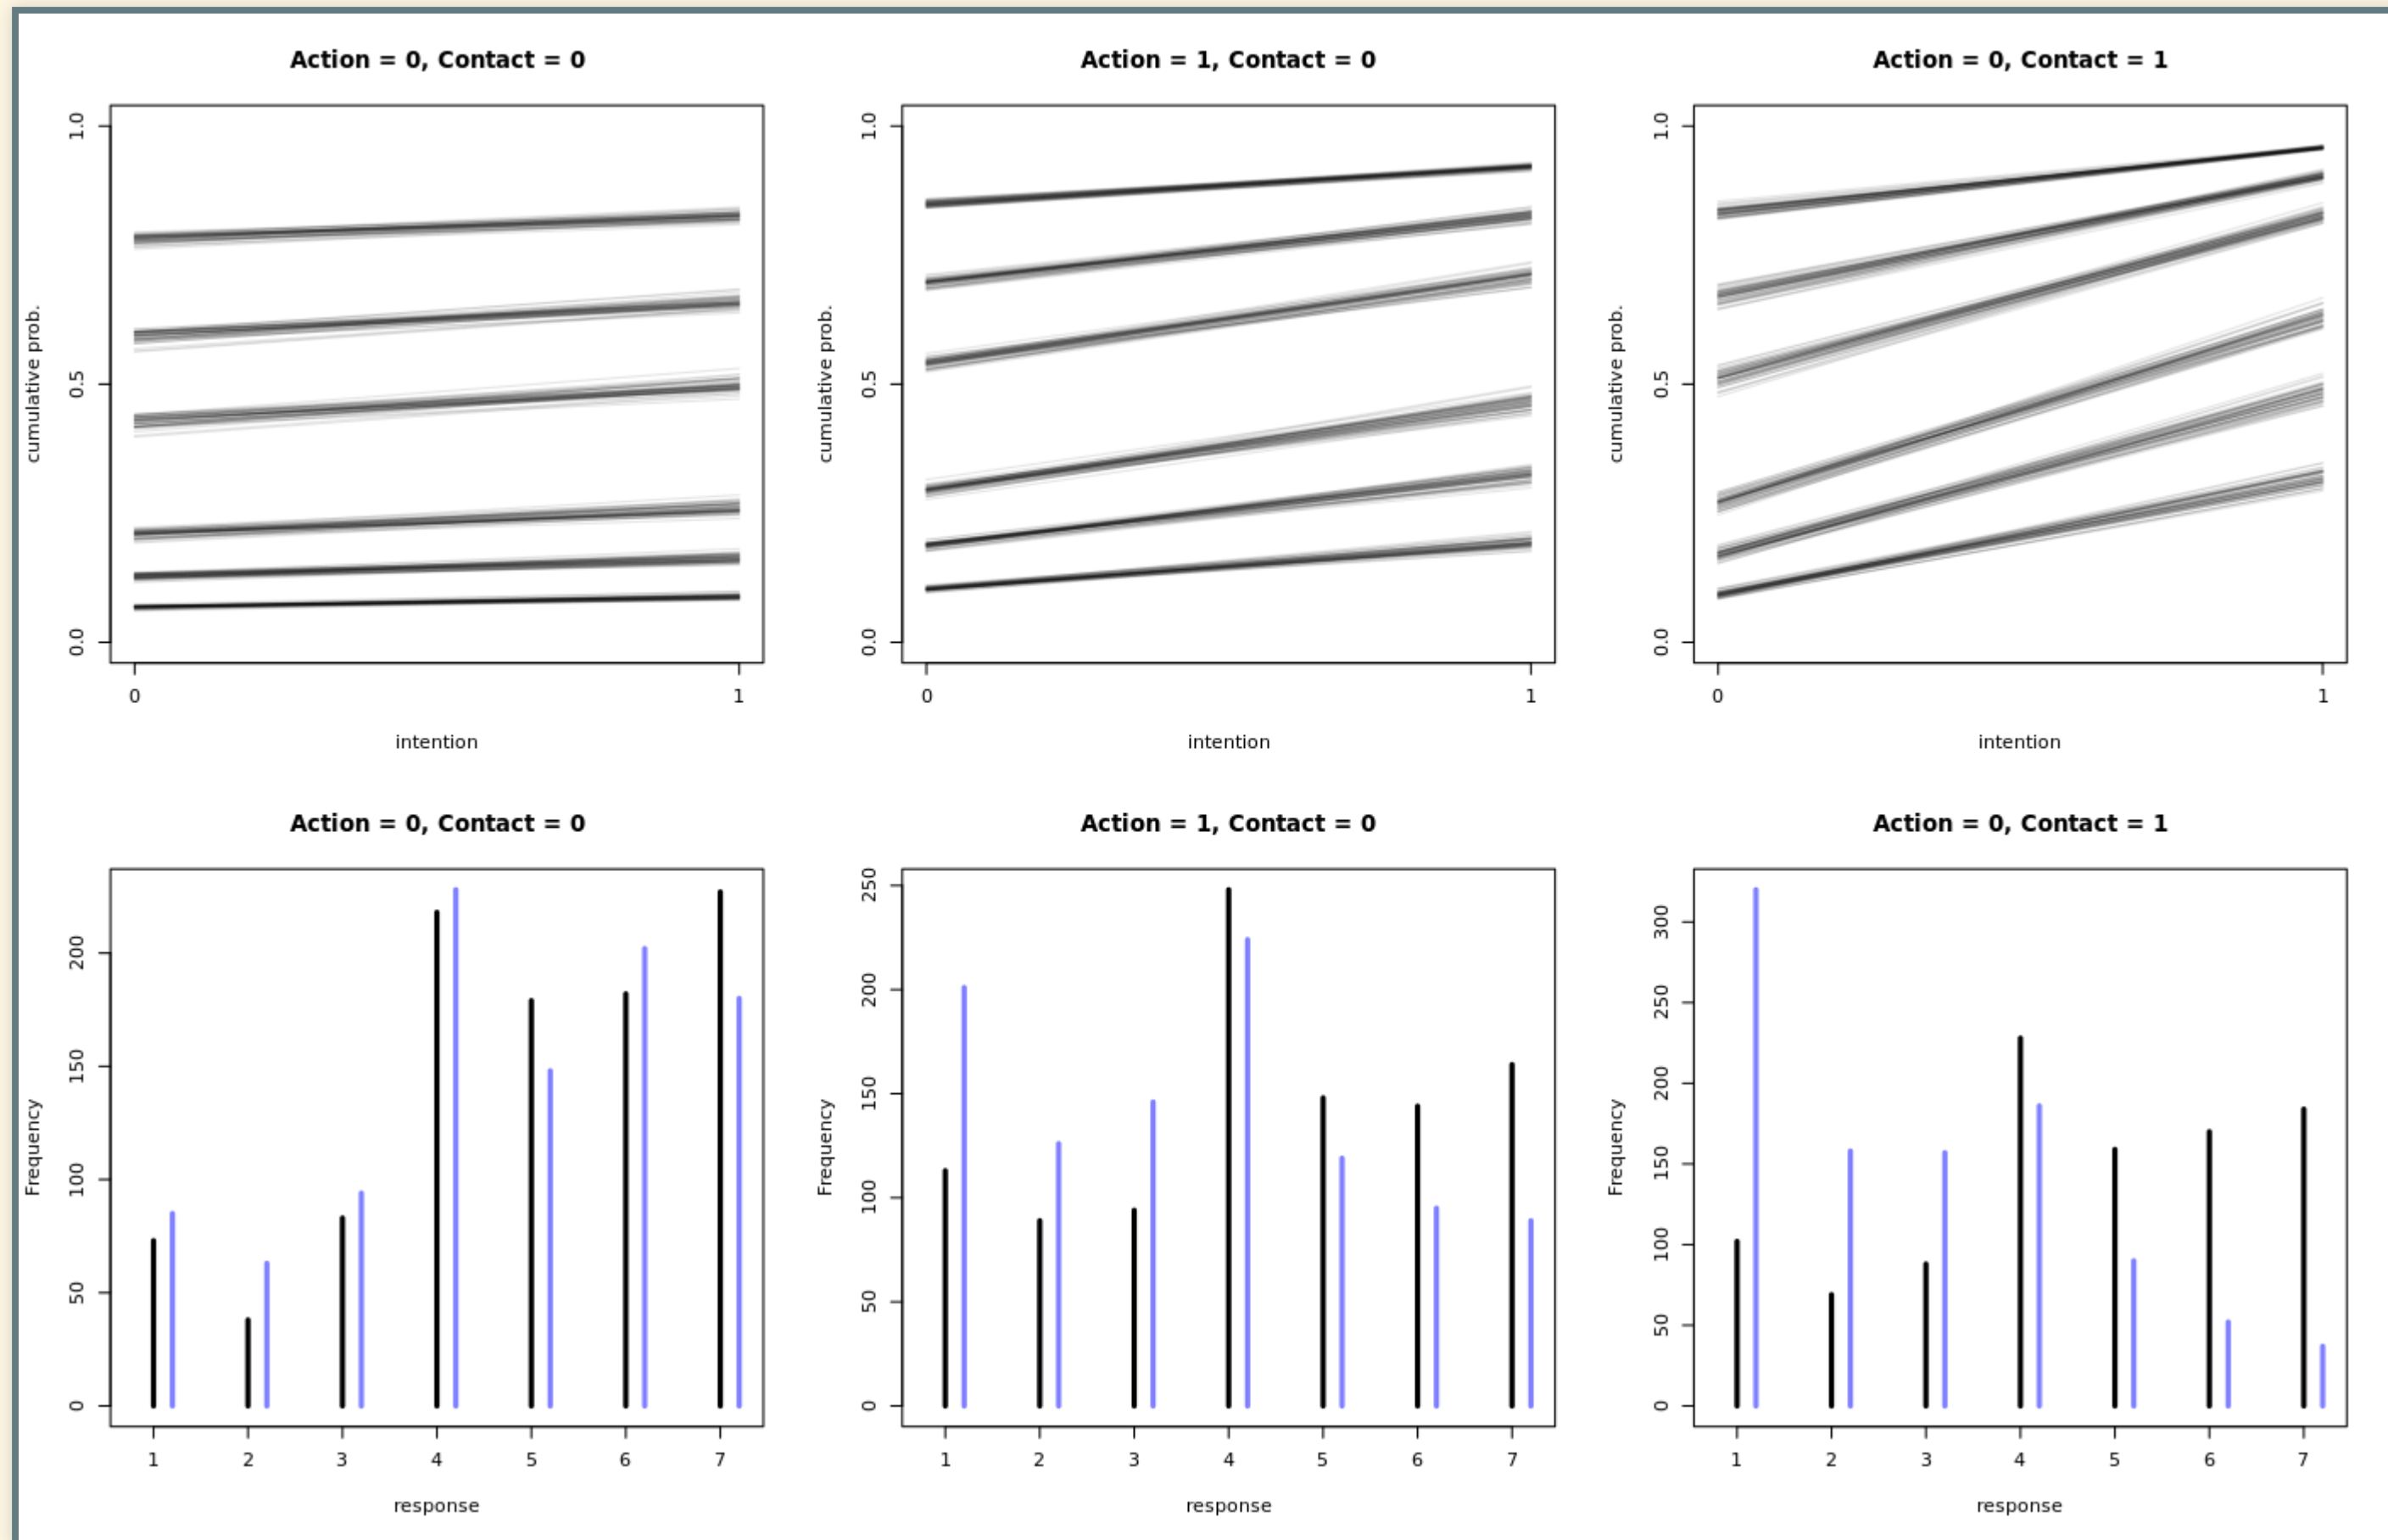 Action = 0, Contact = 0
cumulative prob.
1.0
0.5
0.0
0 1
intention
Action = 1, Contact = 0
cumulative prob.
1.0
0.5
0.0
0 1
intention
Action = 0, Contact = 1
cumulative prob.
1.0
0.5
0.0
0 1
intention
Action = 0, Contact = 0
Frequency
200
150
100
50
0
1 2 3 4 5 6 7
response
Action = 1, Contact = 0
Frequency
250
200
150
100
50
0
1 2 3 4 5 6 7
response
Action = 0, Contact = 1
Frequency
300
250
200
150
100
50
0
1 2 3 4 5 6 7
response